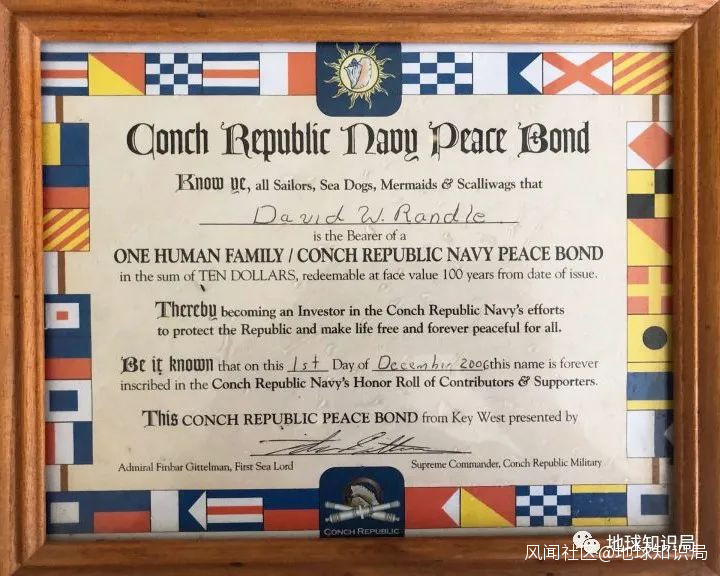 Conch Republic Navy Peace Bond
Know ye, all Sailors, Sea Dogs, Mermaids & Scalliwags that
David W. Randle
is the Bearer of a
ONE HUMAN FAMILY / CONCH REPUBLIC NAVY PEACE BOND
in the sum of TEN DOLLARS, redeemable at face value 100 years from date of issue.
Thereby becoming an Investor in the Conch Republic Navy's efforts
to protect the Republic and make life free and forever peaceful for all.
Be it known that on this 1st Day of December 2006 this name is forever
inscribed in the Conch Republic Navy's Honor Roll of Contributors & Supporters.
This CONCH REPUBLIC PEACE BOND from Key West presented by
Admiral Finbar Gittelman, First Sea Lord
Supreme Commander, Conch Republic Military
CONCH REPUBLIC
地球知识局
风闻社区@地球知识局